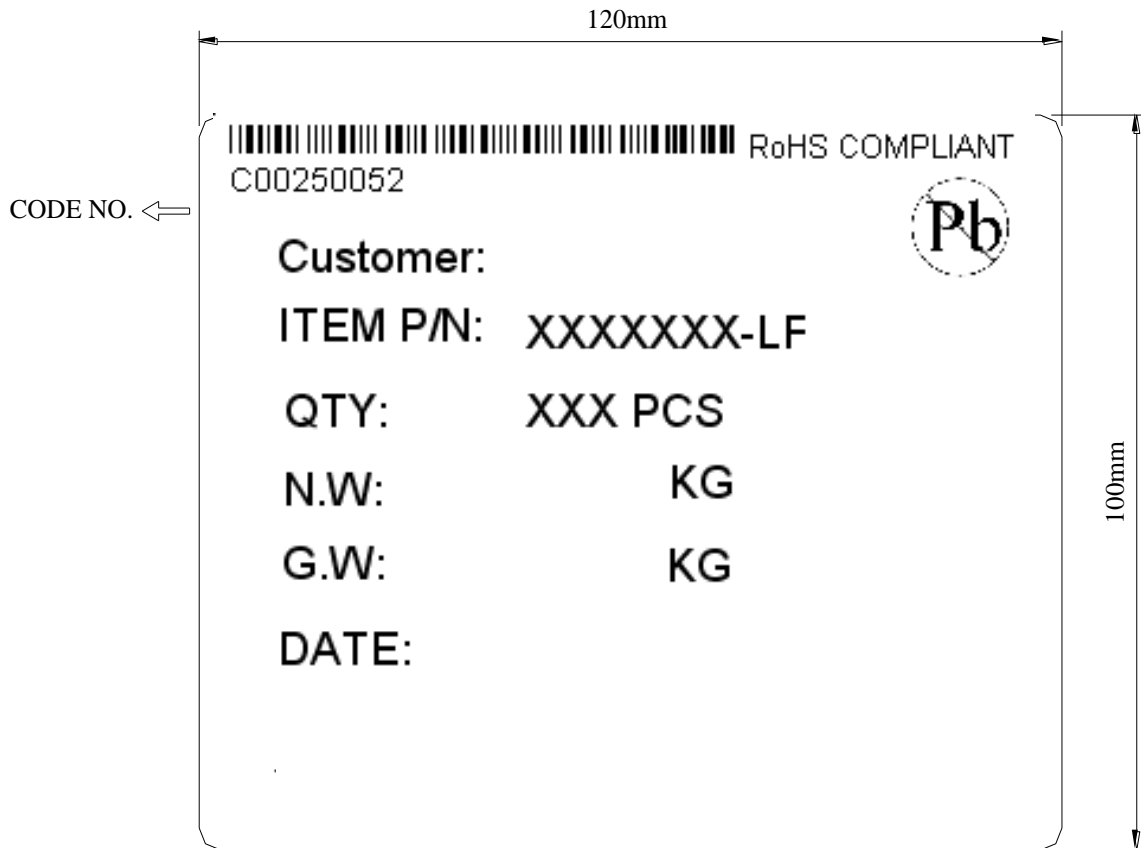 120mm
RoHS COMPLIANT
C00250052
CODE NO.
Pb
Customer:
ITEM P/N: XXXXXXX-LF
QTY: XXX PCS
N.W: KG
G.W: KG
DATE:
100mm